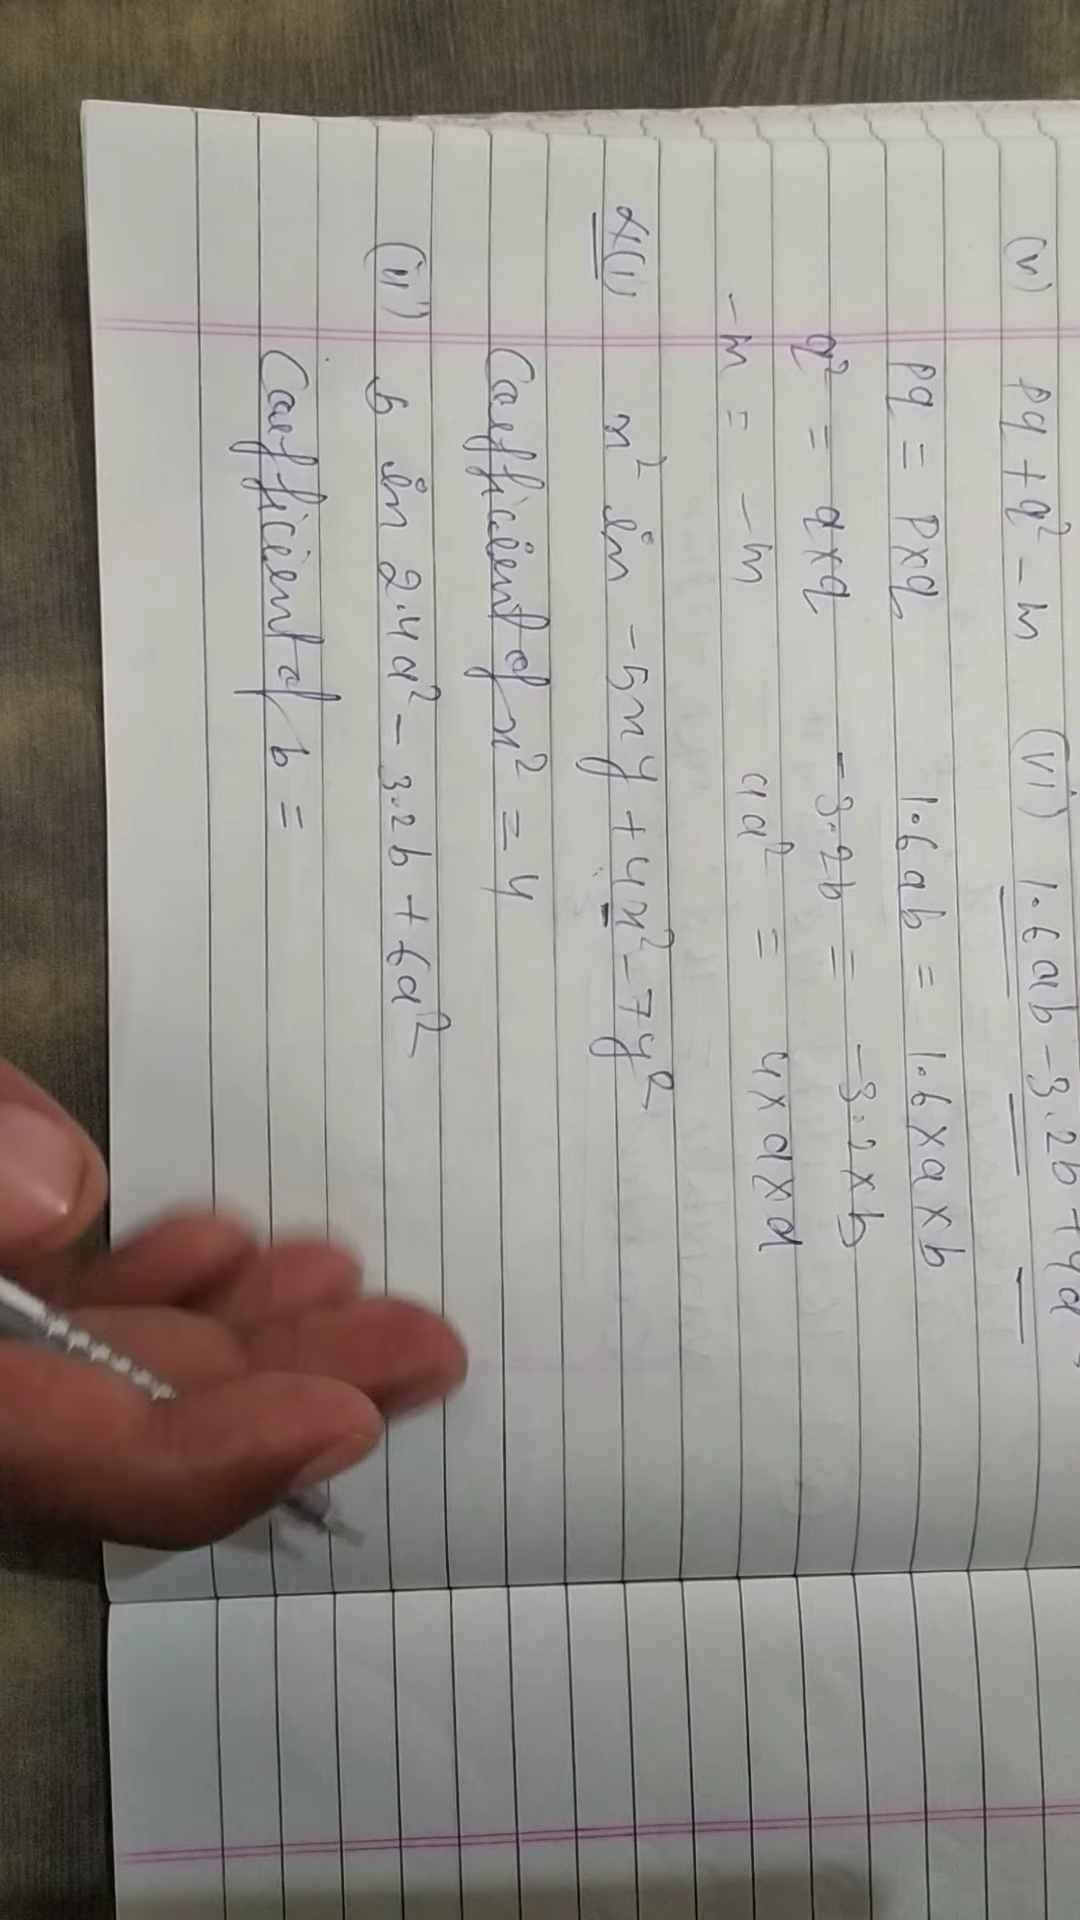 (v) pq + q² - m (vi) 1.6ab - 3.2b + 4a²
pq = p×q 1.6ab = 1.6×a×b
q² = q×q -3.2b = -3.2×b
-m = -m 4a² = 4×a×a
(i) x² in -5xy + 4x² - 7y²
Coefficient of x² = 4
(ii) b in 2.4a² - 3.2b + 6a²
Coefficient of b =